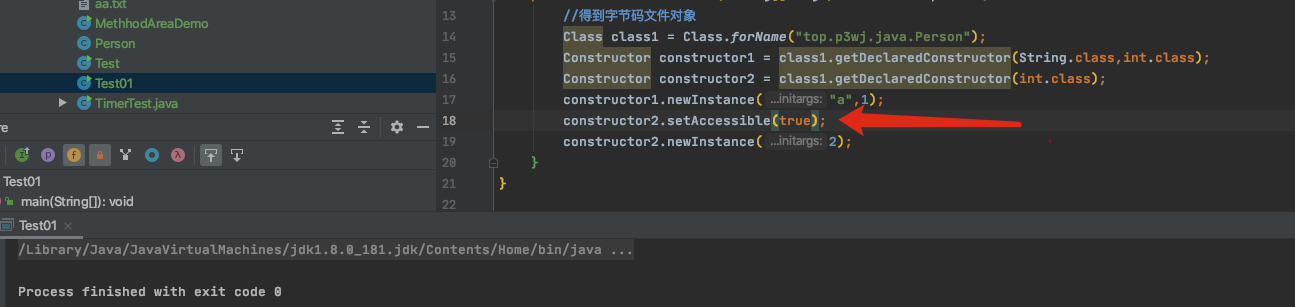 aa.txt
MethhodAreaDemo
Person
Test
Test01
TimerTest.java
re
Test01
main(String[]): void
13 //得到字节码文件对象
14 Class class1 = Class.forName("top.p3wj.java.Person");
15 Constructor constructor1 = class1.getDeclaredConstructor(String.class,int.class);
16 Constructor constructor2 = class1.getDeclaredConstructor(int.class);
17 constructor1.newInstance( ...initargs: "a",1);
18 constructor2.setAccessible(true);
19 constructor2.newInstance( ...initargs: 2);
20 }
21 }
22
Test01
/Library/Java/JavaVirtualMachines/jdk1.8.0_181.jdk/Contents/Home/bin/java ...
Process finished with exit code 0